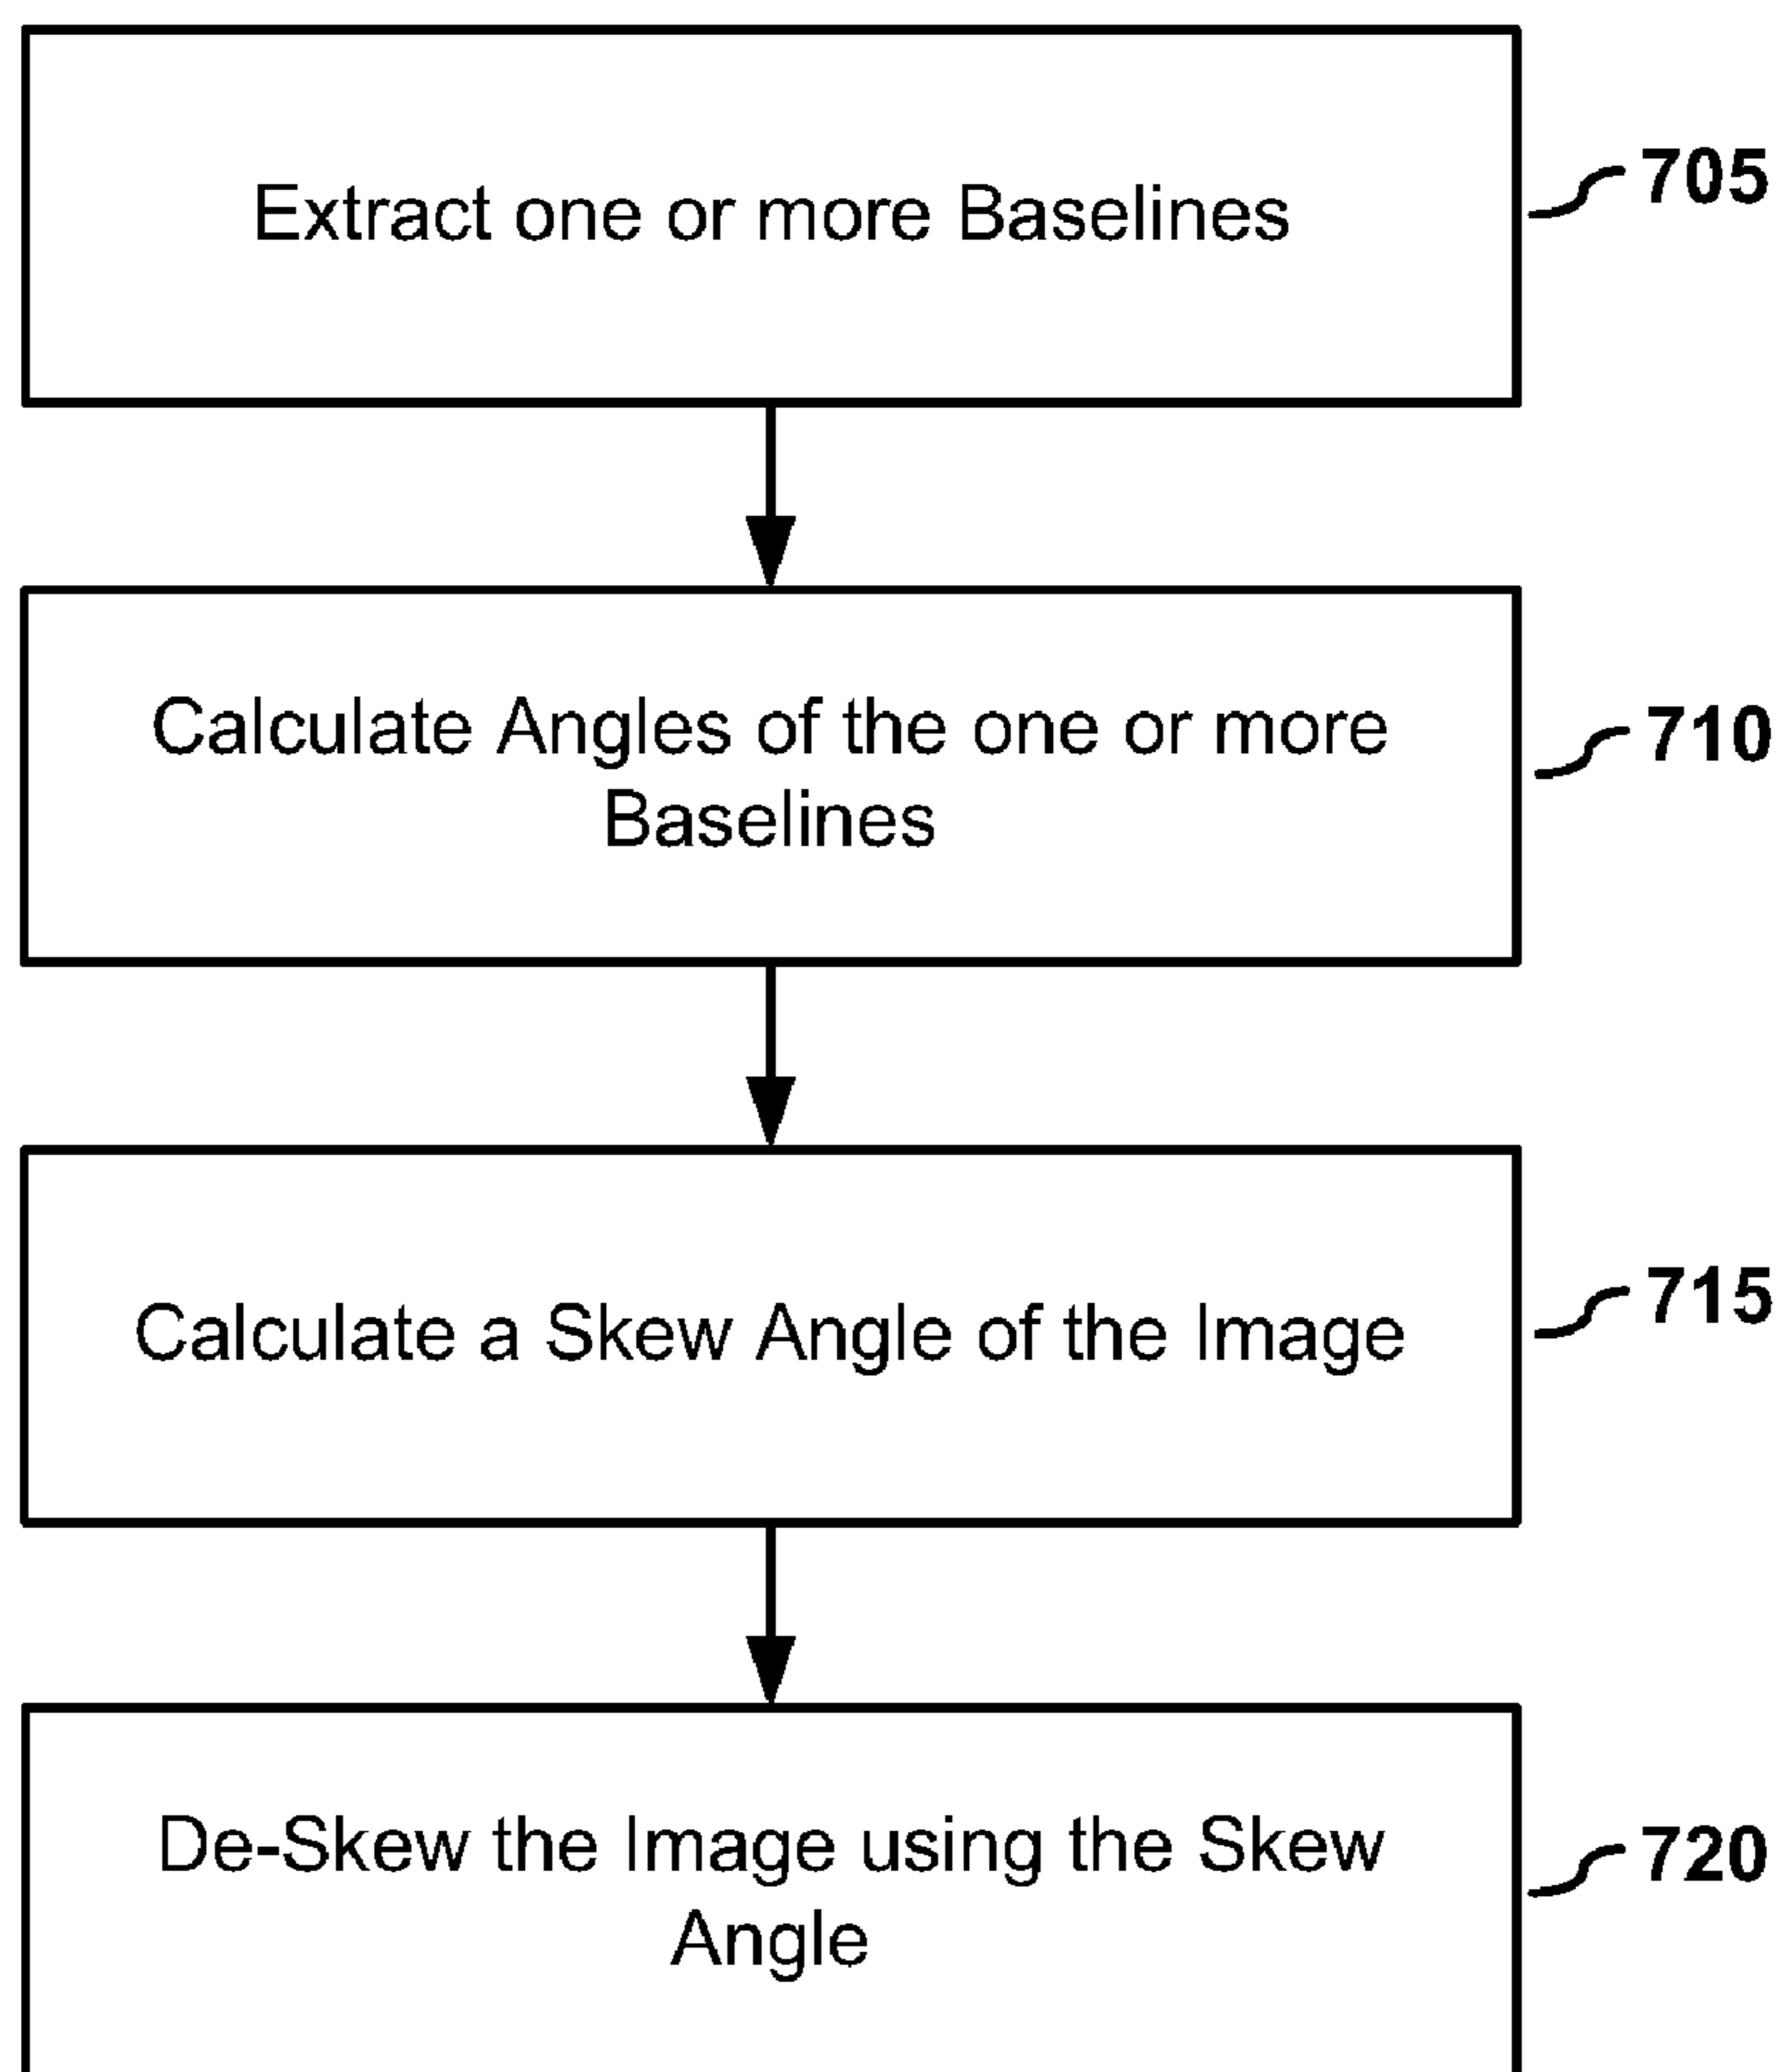 Extract one or more Baselines
705
Calculate Angles of the one or more
Baselines
710
Calculate a Skew Angle of the Image
715
De-Skew the Image using the Skew
Angle
720